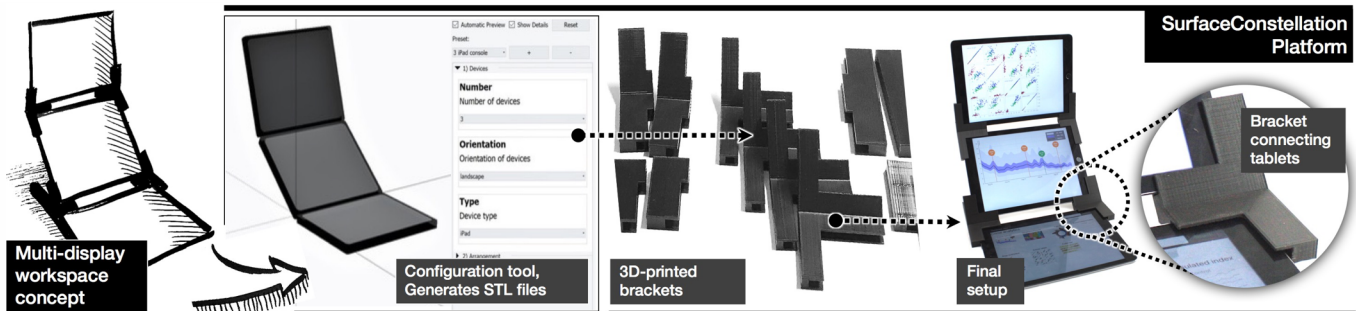 SurfaceConstellation
Platform
Multi-display
workspace
concept
Automatic Preview
Show Details
Reset
Preset:
3 iPad console
+
-
1) Devices
Number
Number of devices
3
Orientation
Orientation of devices
landscape
Type
Device type
iPad
2) Arrangement
Configuration tool,
Generates STL files
3D-printed
brackets
Final
setup
Bracket
connecting
tablets